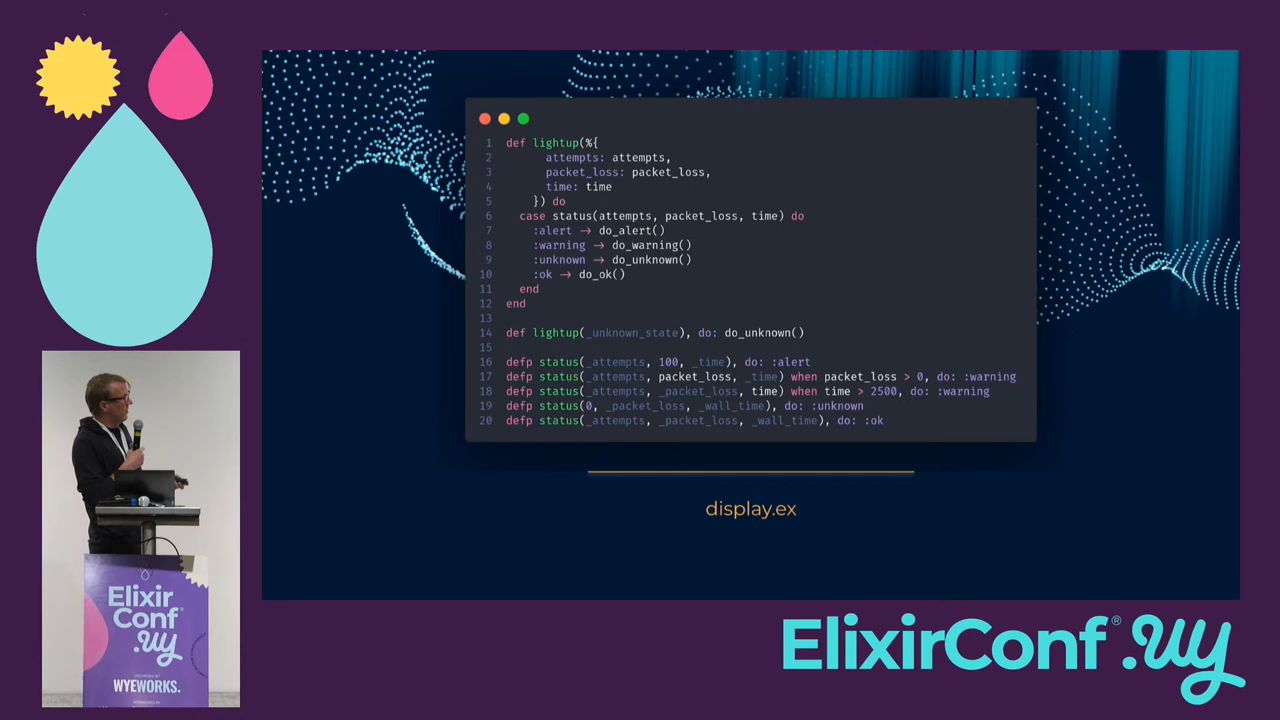 1 def lightup(%{
2 attempts: attempts,
3 packet_loss: packet_loss,
4 time: time
5 }) do
6 case status(attempts, packet_loss, time) do
7 :alert -> do_alert()
8 :warning -> do_warning()
9 :unknown -> do_unknown()
10 :ok -> do_ok()
11 end
12 end
13
14 def lightup(_unknown_state), do: do_unknown()
15
16 defp status(_attempts, 100, _time), do: :alert
17 defp status(_attempts, packet_loss, _time) when packet_loss > 0, do: :warning
18 defp status(_attempts, _packet_loss, time) when time > 2500, do: :warning
19 defp status(0, _packet_loss, _wall_time), do: :unknown
20 defp status(_attempts, _packet_loss, _wall_time), do: :ok
display.ex
Elixir
Conf®
.uy
ORGANIZED BY
WYEWORKS.
ElixirConf®.uy